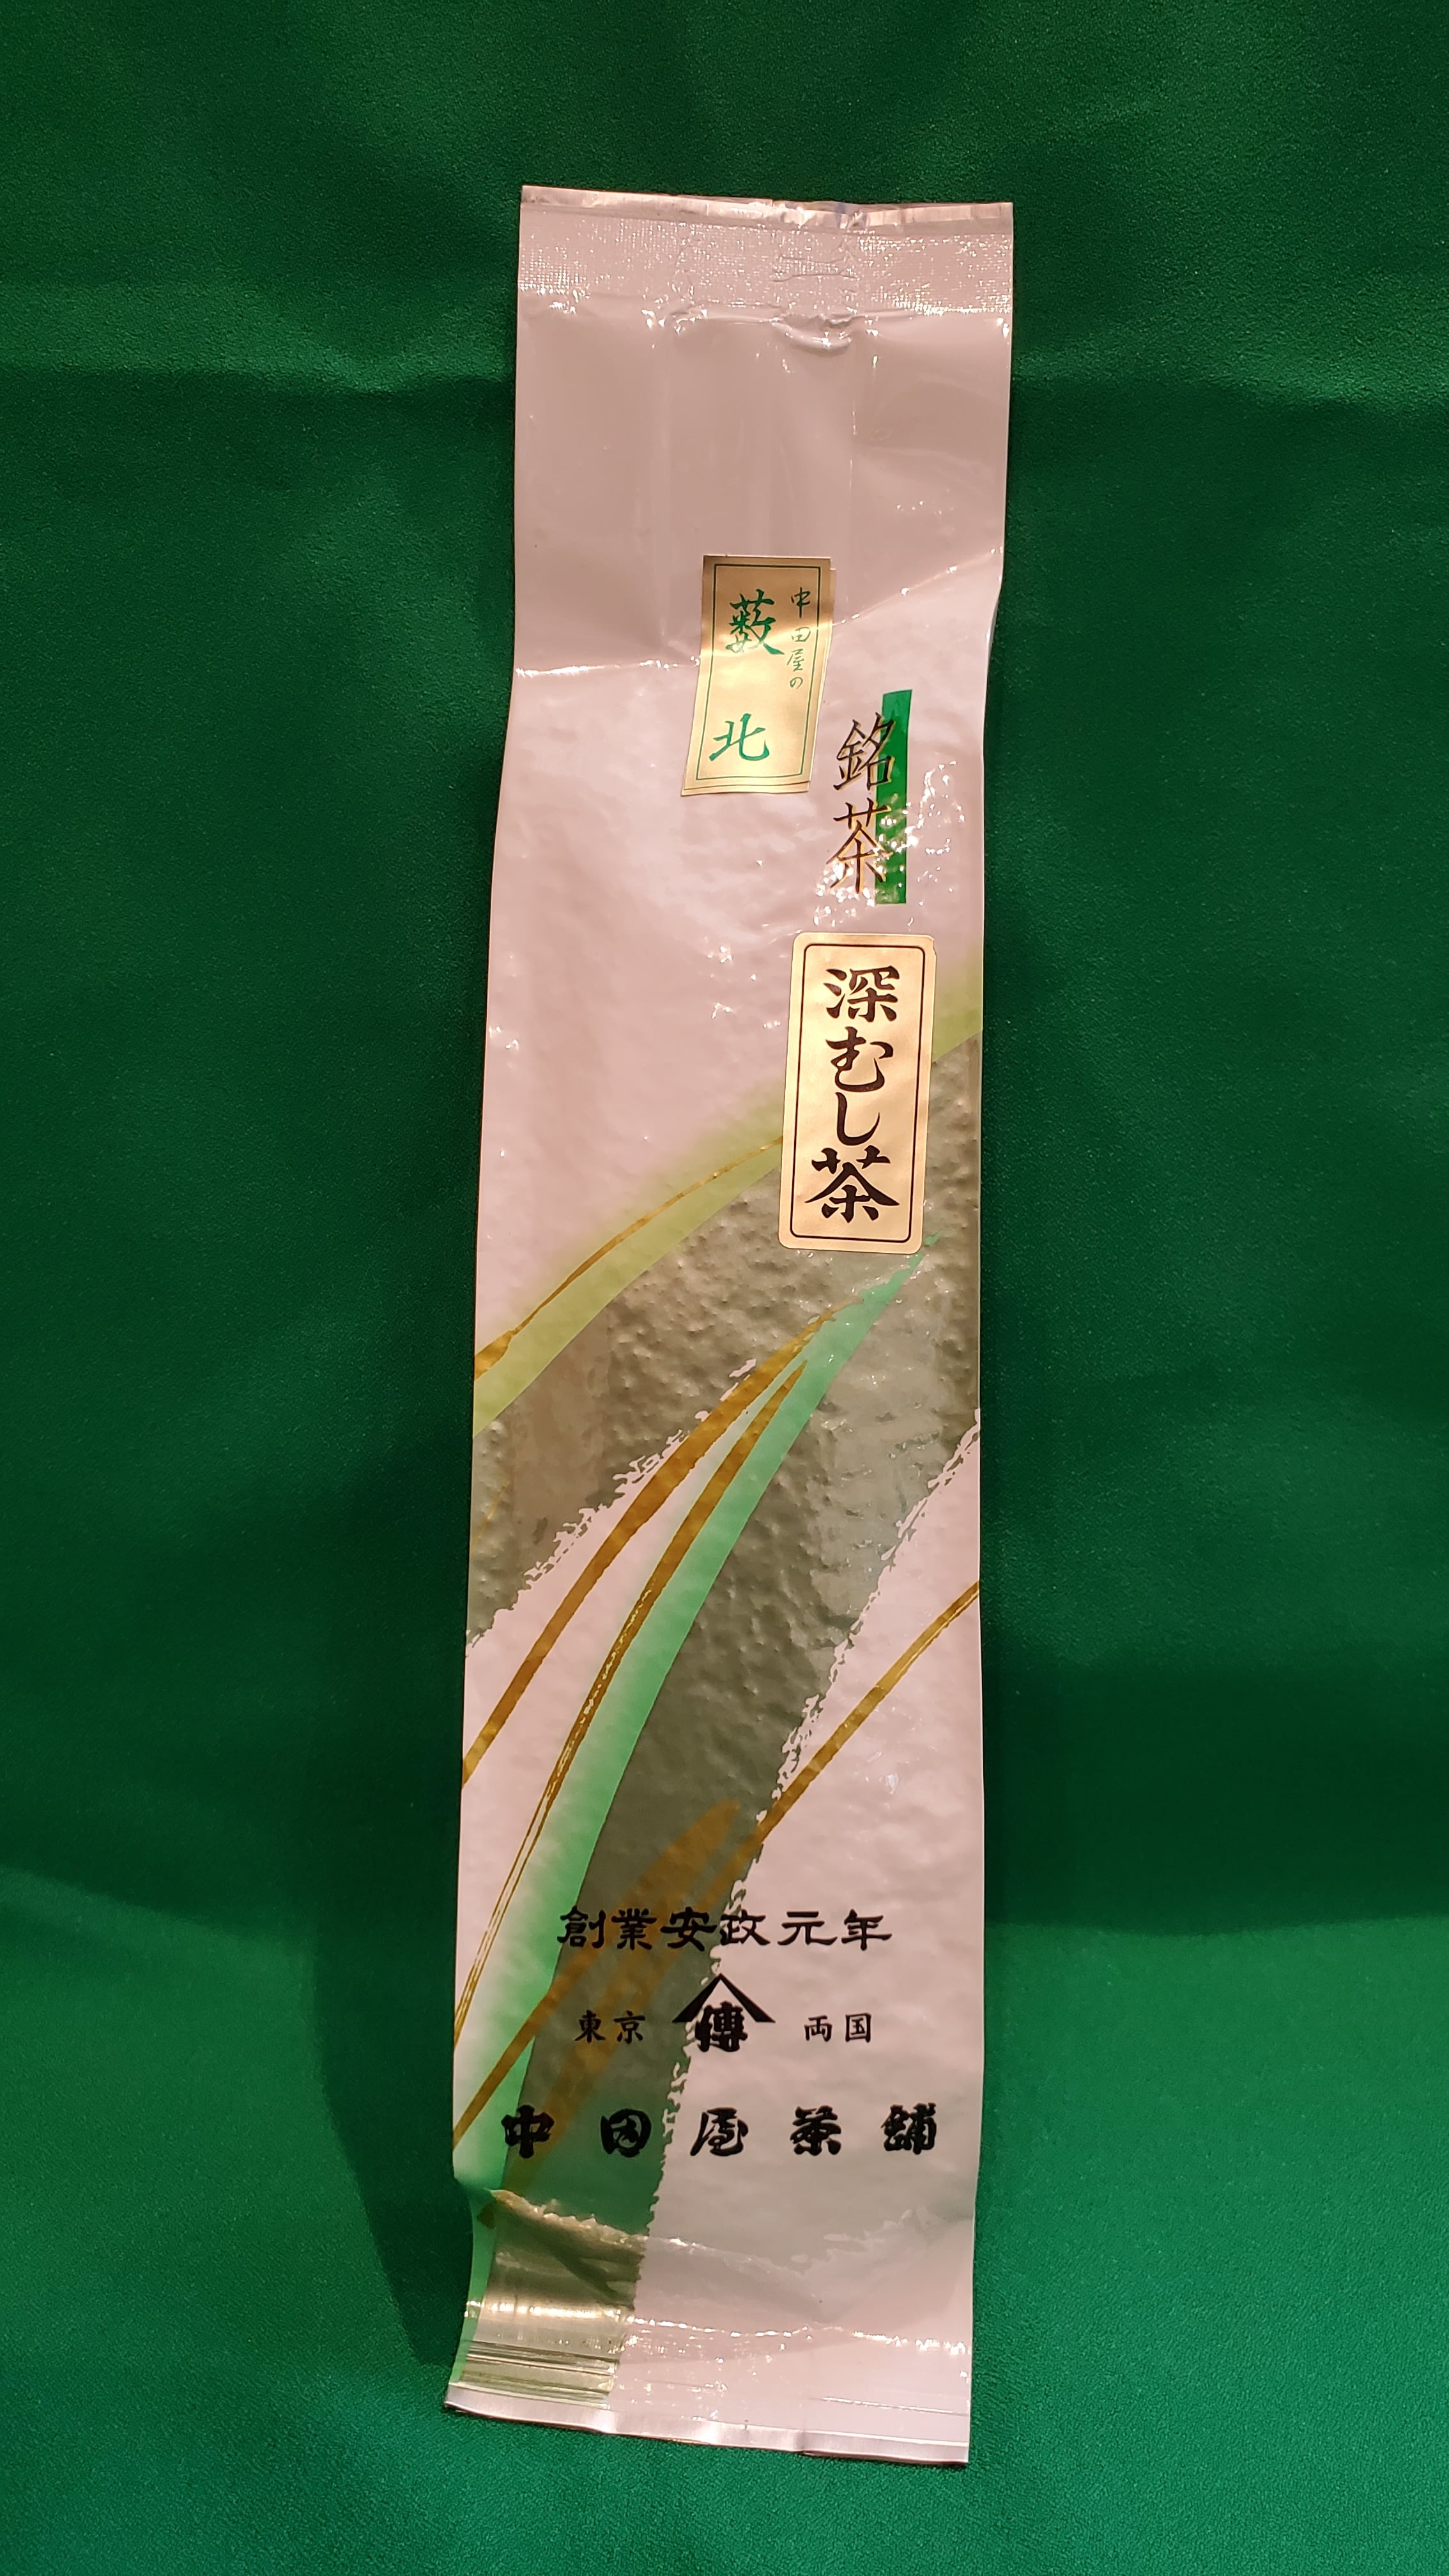 中田屋の
薮北
銘茶
深むし茶
創業安政元年
東京 傳 両国
中田屋茶舗